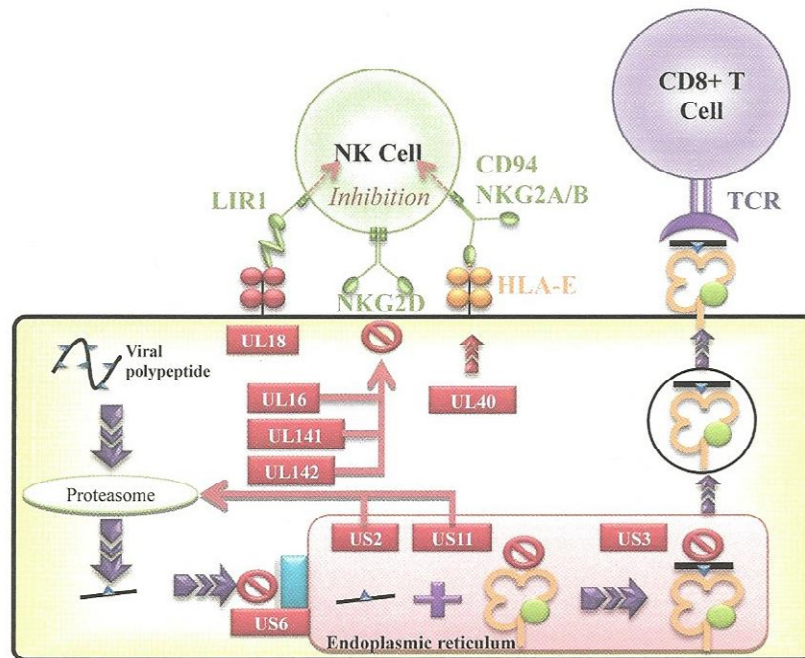 CD8+ T
Cell
NK Cell
Inhibition
CD94
NKG2A/B
LIR1
TCR
NKG2D
HLA-E
UL18
Viral
polypeptide
UL16
UL40
UL141
UL142
Proteasome
US2
US11
US3
US6
Endoplasmic reticulum